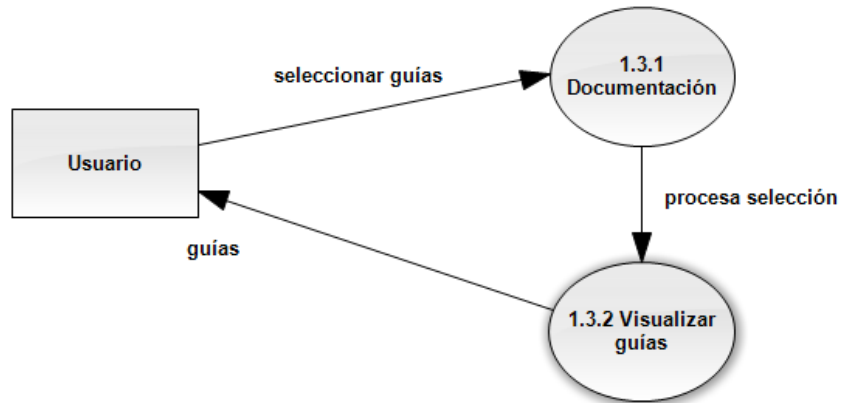 1.3.1
Documentación
seleccionar guías
Usuario
procesa selección
guías
1.3.2 Visualizar
guías